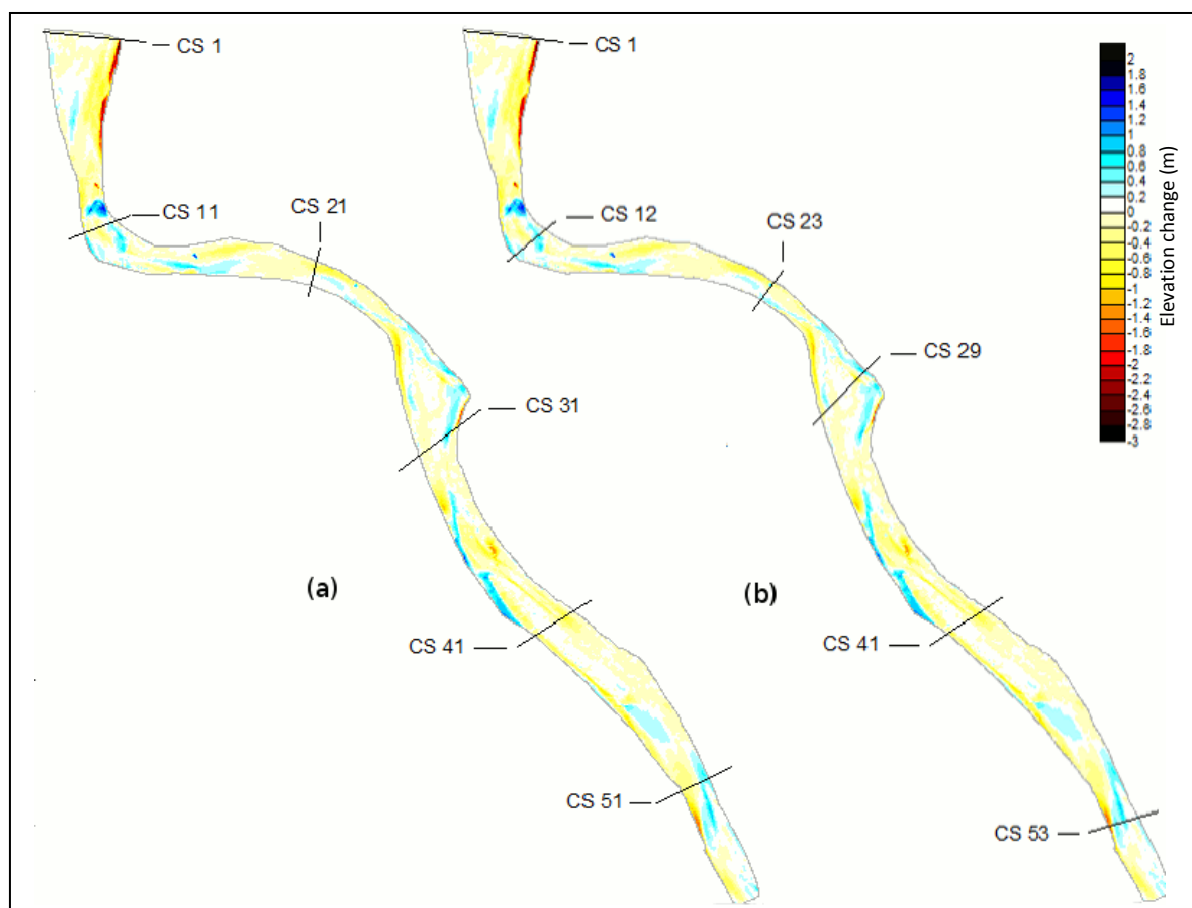 CS 1
CS 1
CS 11
CS 21
CS 12
CS 23
CS 31
CS 29
(a)
(b)
CS 41
CS 41
CS 51
CS 53
2
1.8
1.6
1.4
1.2
1
0.8
0.6
0.4
0.2
0
-0.2
-0.4
-0.6
-0.8
-1
-1.2
-1.4
-1.6
-1.8
-2
-2.2
-2.4
-2.6
-2.8
-3
Elevation change (m)